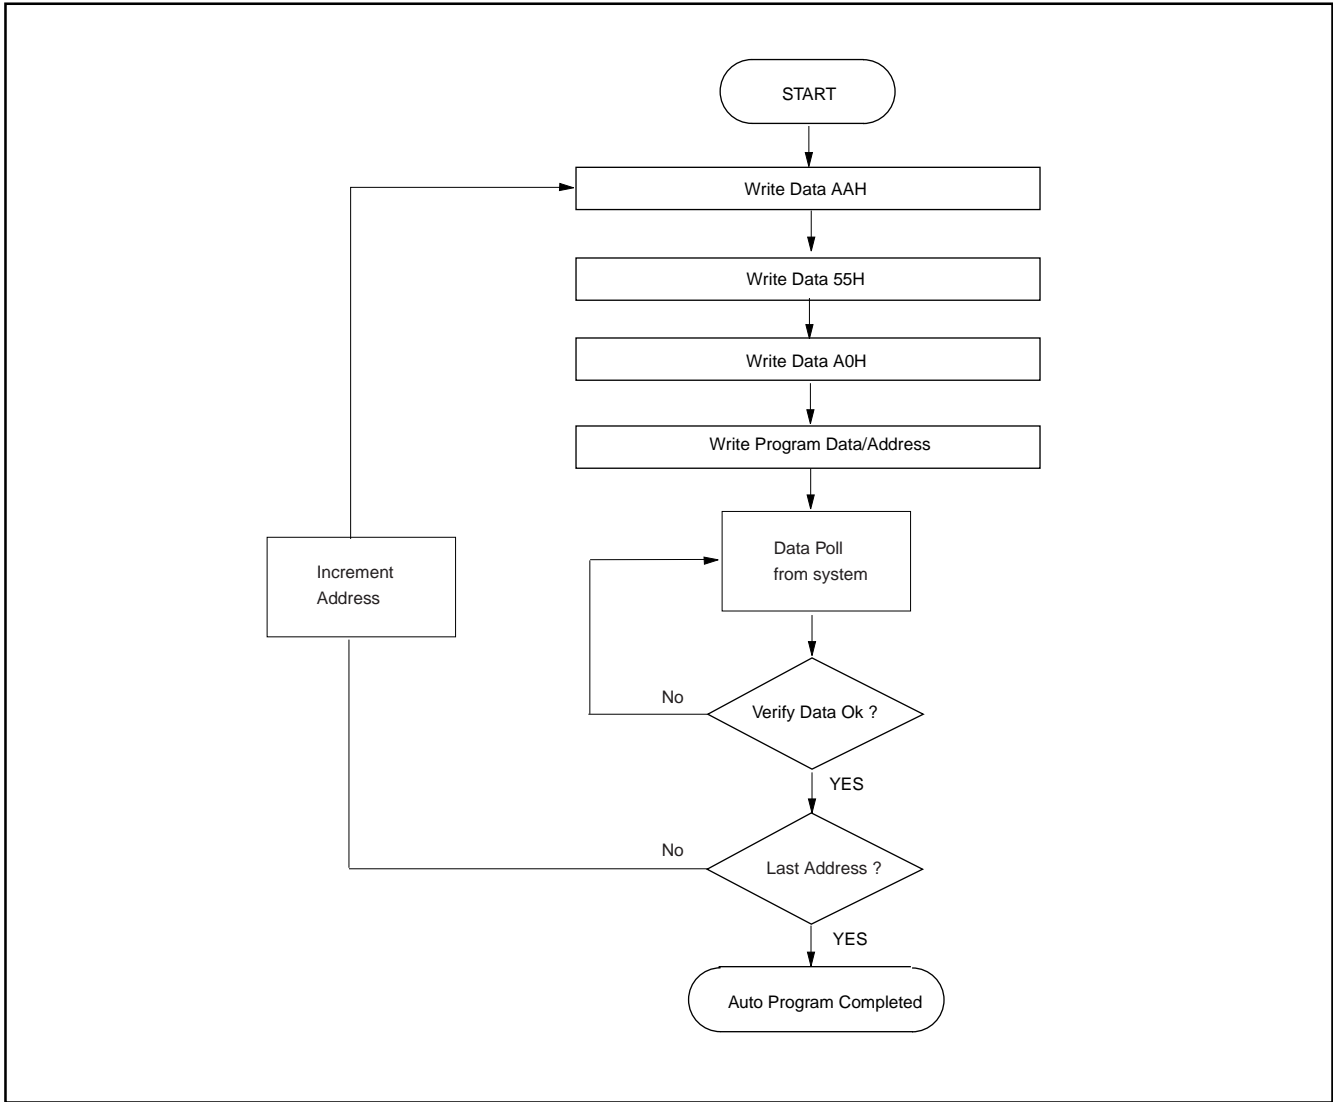 START
Write Data AAH
Write Data 55H
Write Data A0H
Write Program Data/Address
Data Poll
from system
Increment
Address
No
Verify Data Ok ?
YES
No
Last Address ?
YES
Auto Program Completed